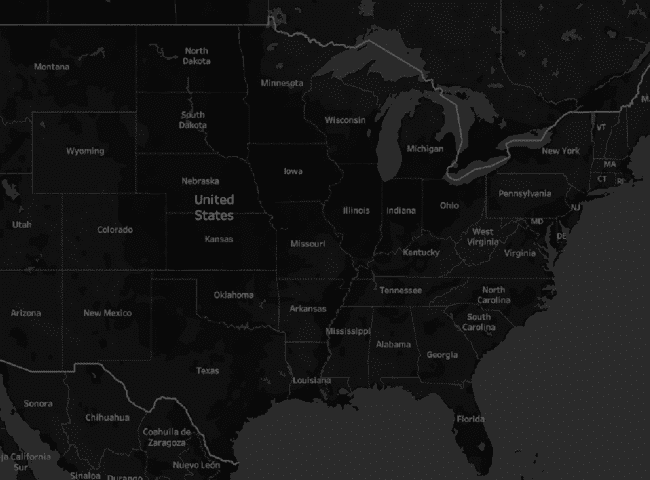 North
Dakota
Montana
Minnesota
South
Dakota
Wisconsin
VT
Wyoming
Michigan
New York
MA
Iowa
CT
Nebraska
Pennsylvania
United
States
Illinois
Indiana
Ohio
NJ
Utah
Colorado
Kansas
Missouri
West
Virginia
MD
DE
Kentucky
Virginia
Tennessee
Oklahoma
North
Carolina
Arizona
New Mexico
Arkansas
South
Carolina
Mississippi
Alabama
Georgia
Texas
Louisiana
Sonora
Chihuahua
Florida
Coahuila de
Zaragoza
ja California
Sur
Nuevo León
Sinaloa
Durango